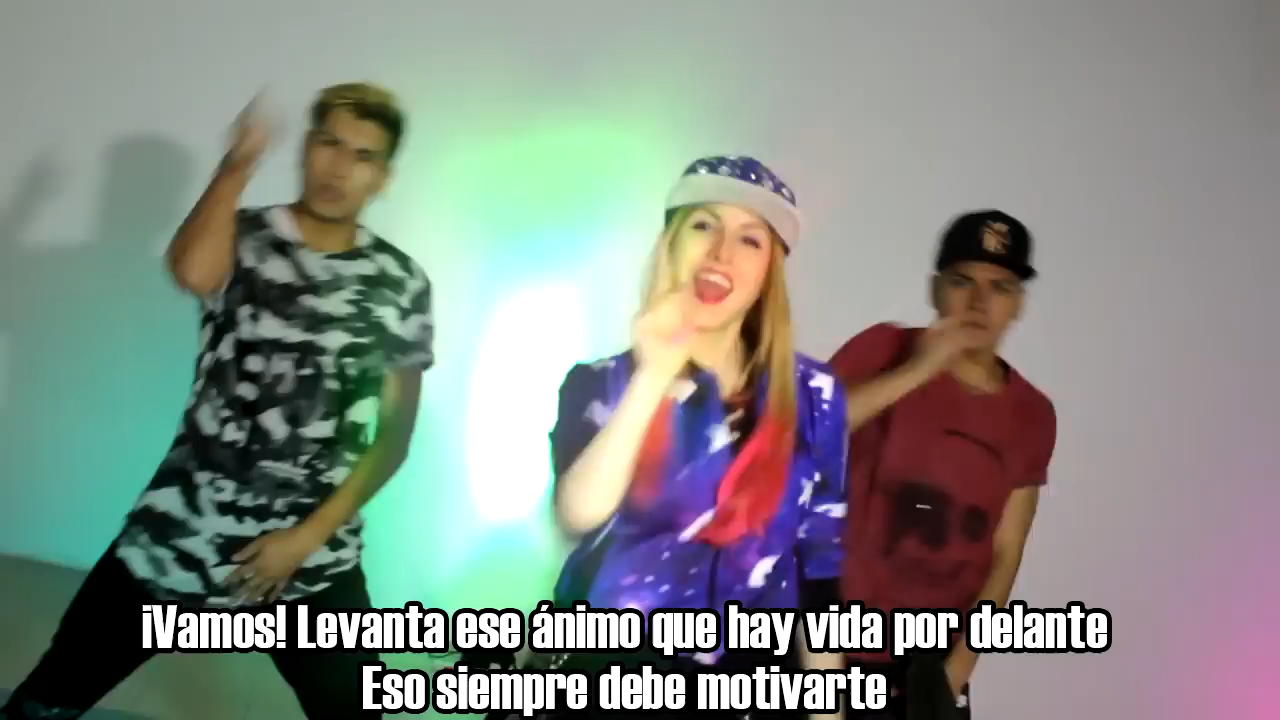 ¡Vamos! Levanta ese ánimo que hay vida por delante
Eso siempre debe motivarte